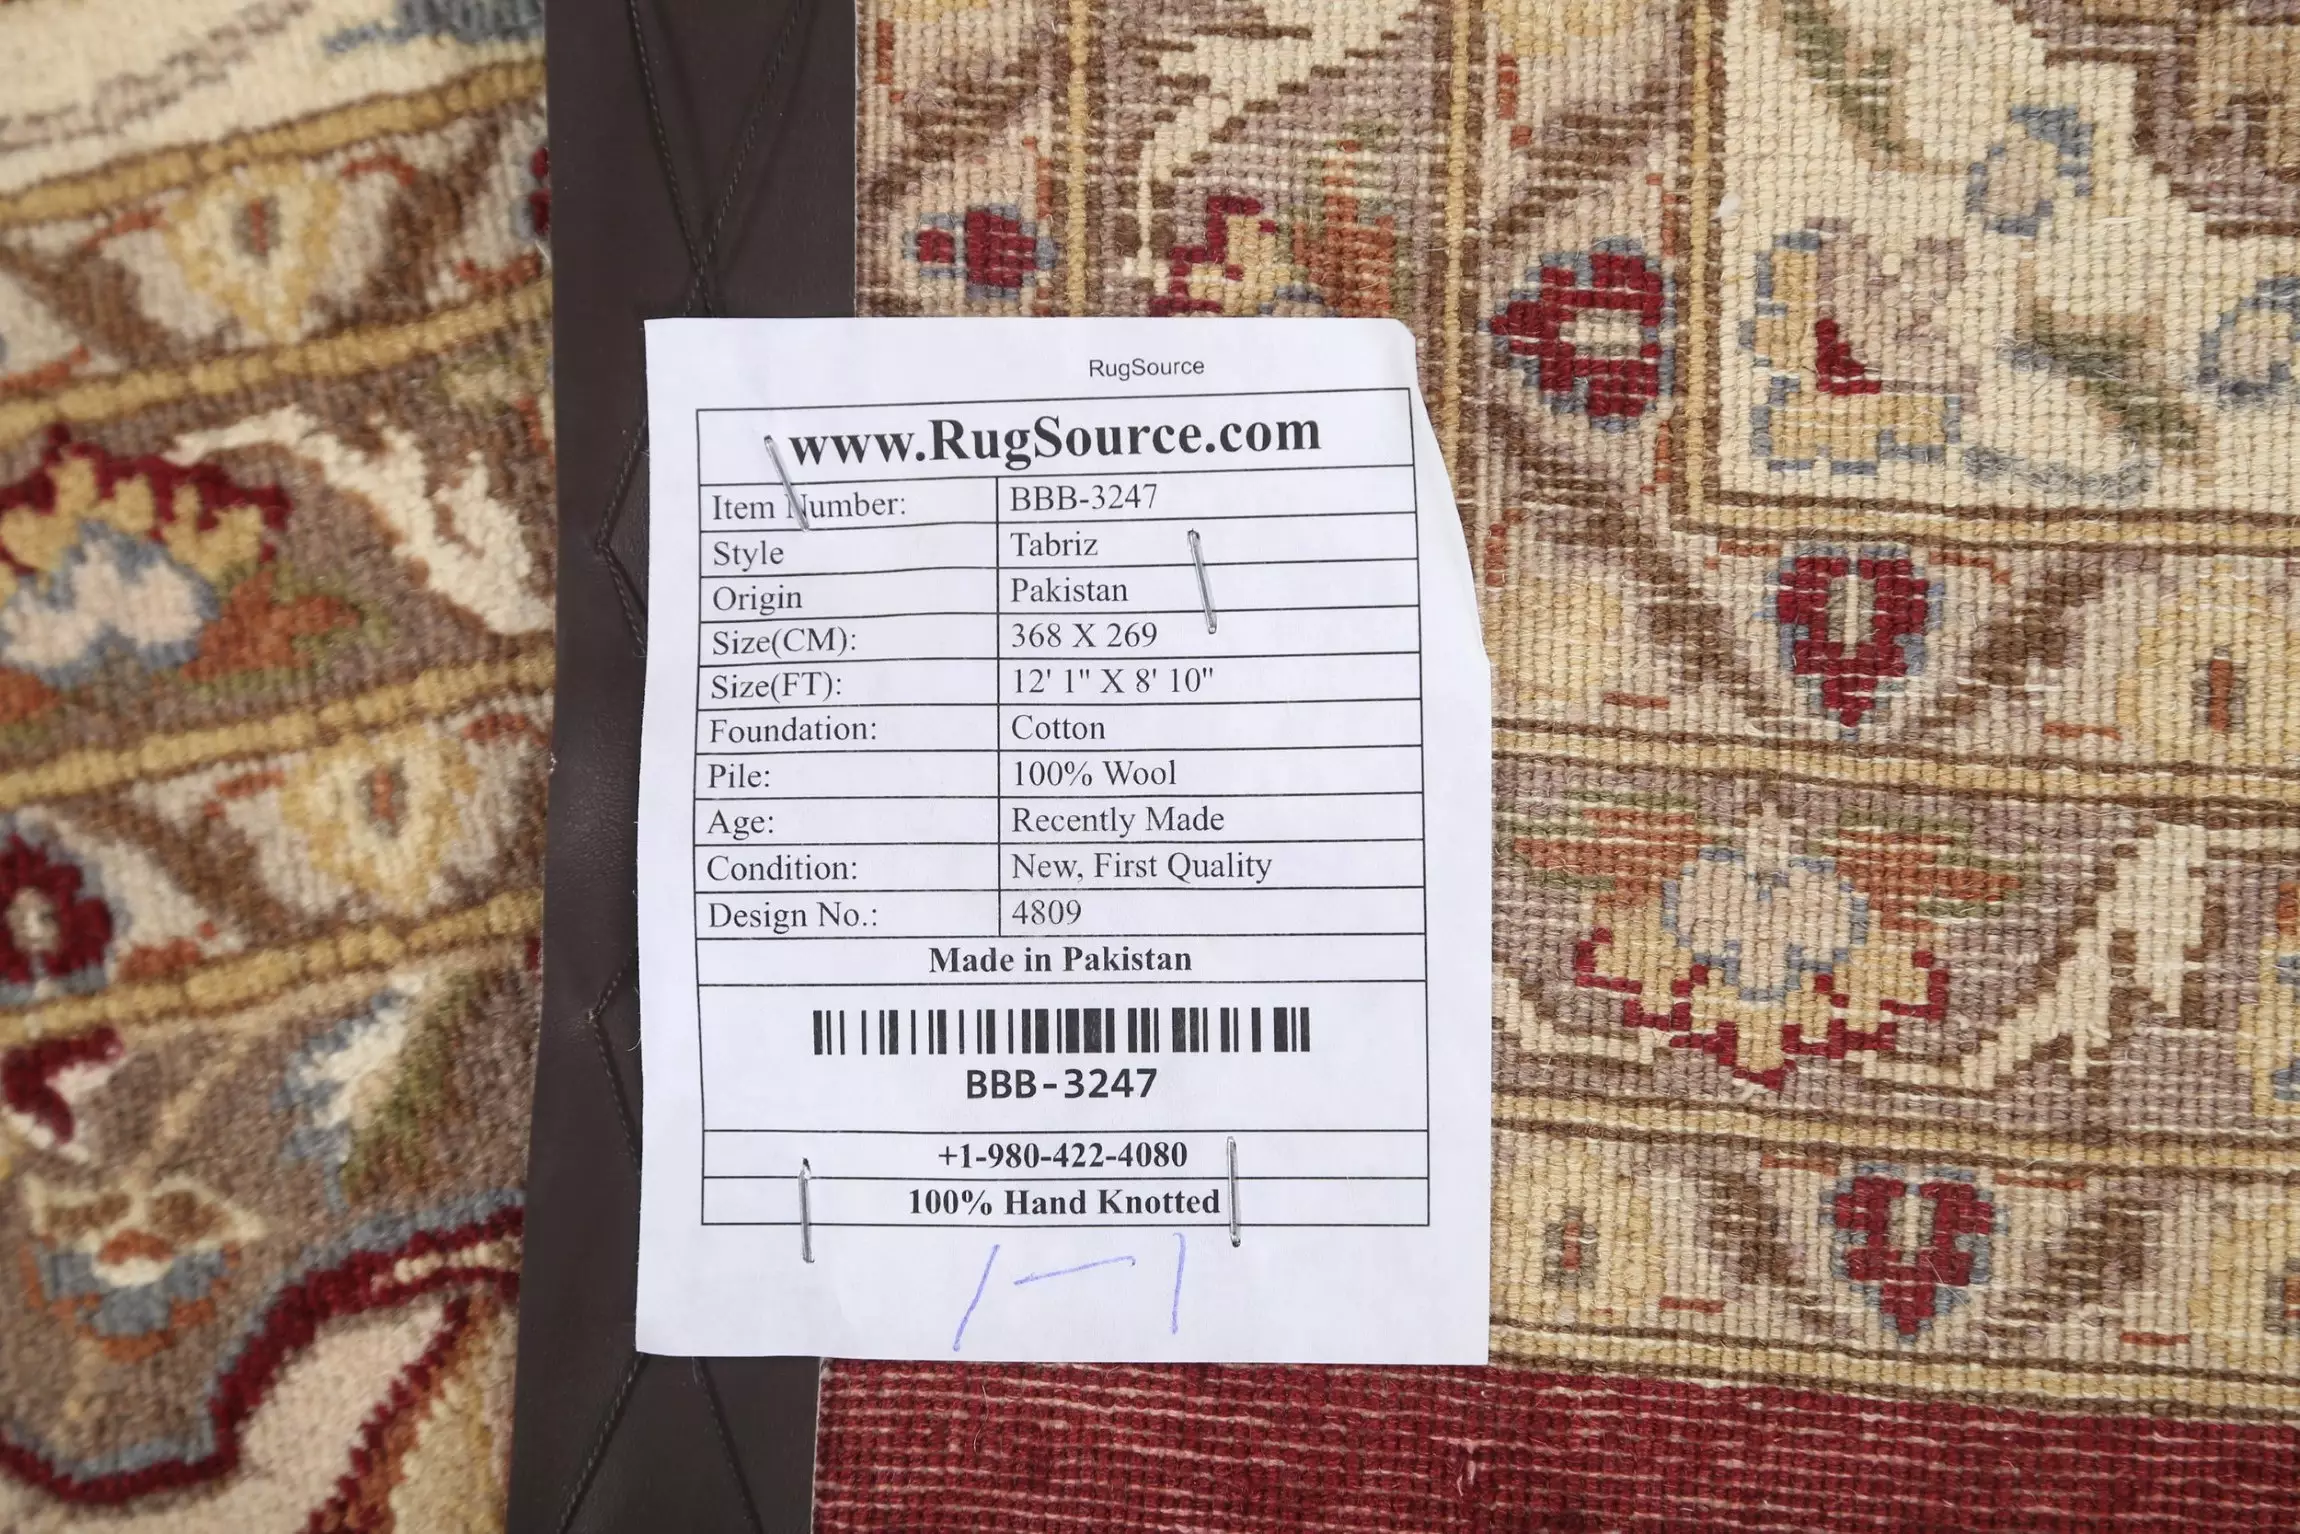 RugSource
www.RugSource.com
Item Number: BBB-3247
Style Tabriz
Origin Pakistan
Size(CM): 368 X 269
Size(FT): 12' 1" X 8' 10"
Foundation: Cotton
Pile: 100% Wool
Age: Recently Made
Condition: New, First Quality
Design No.: 4809
Made in Pakistan
BBB-3247
+1-980-422-4080
100% Hand Knotted
1-1